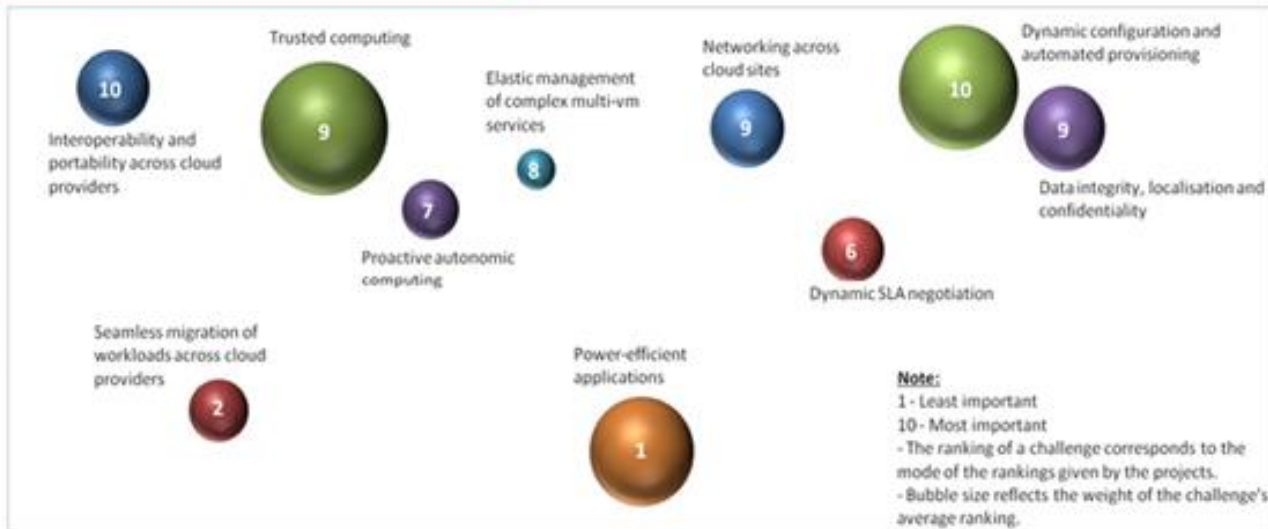 Trusted computing
10
Interoperability and
portability across cloud
providers
9
7
Proactive autonomic
computing
Elastic management
of complex multi-vm
services
8
Networking across
cloud sites
9
Dynamic configuration and
automated provisioning
10
9
Data integrity, localisation and
confidentiality
6
Dynamic SLA negotiation
Seamless migration of
workloads across cloud
providers
2
Power-efficient
applications
1
Note:
1 - Least important
10 - Most important
- The ranking of a challenge corresponds to the
mode of the rankings given by the projects.
- Bubble size reflects the weight of the challenge's
average ranking.